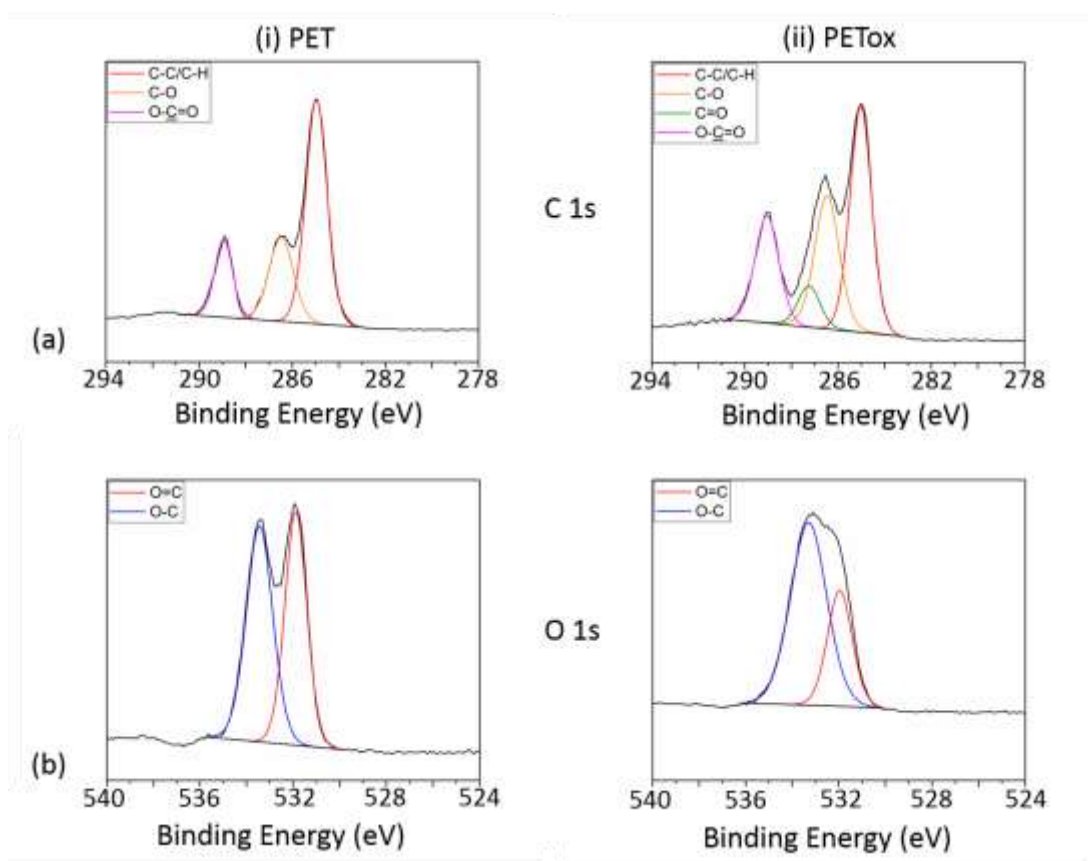 (i) PET
(ii) PETox
C-C/C-H
C-O
O-C=O
C-C/C-H
C-O
C=O
O-C=O
C 1s
(a)
294 290 286 282 278
Binding Energy (eV)
294 290 286 282 278
Binding Energy (eV)
O=C
O-C
O=C
O-C
O 1s
(b)
540 536 532 528 524
Binding Energy (eV)
540 536 532 528 524
Binding Energy (eV)